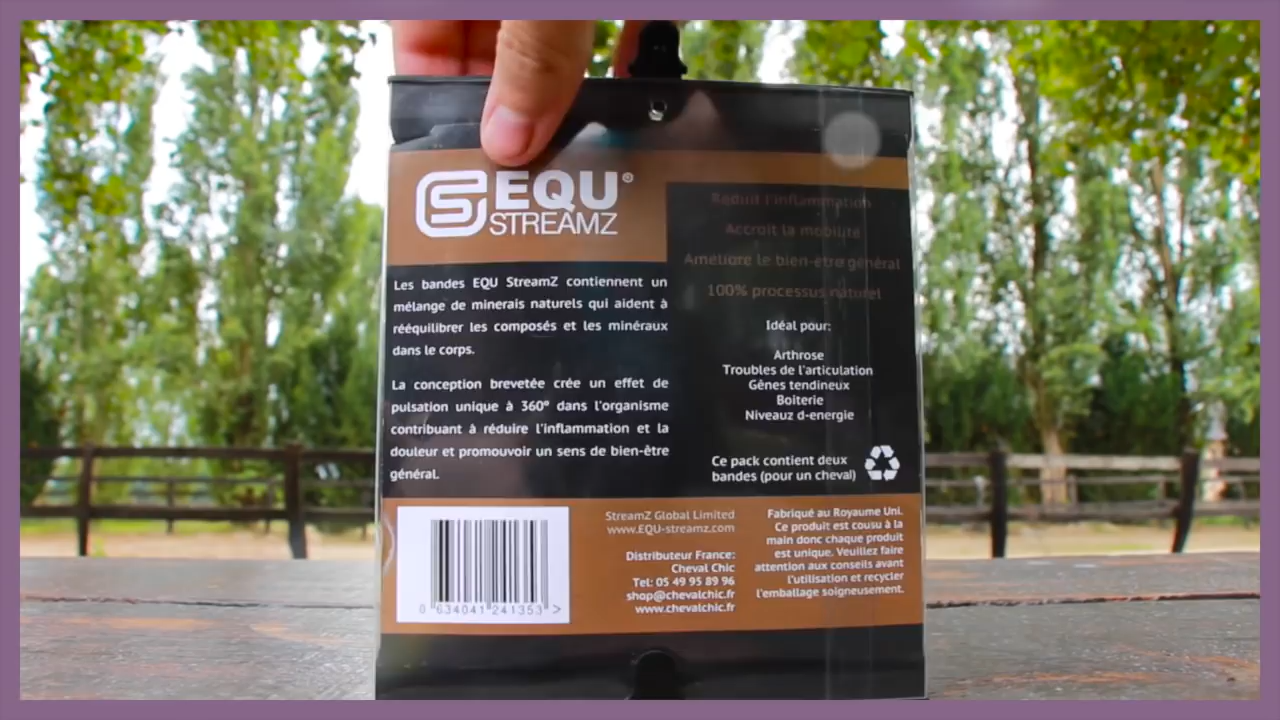 EQU®
STREAMZ
Les bandes EQU StreamZ contiennent un
mélange de minerais naturels qui aident à
rééquilibrer les composés et les minéraux
dans le corps.
La conception brevetée crée un effet de
pulsation unique à 360º dans l'organisme
contribuant à réduire l'inflammation et la
douleur et promouvoir un sens de bien-être
général.
Réduit l'inflammation
Accroit la mobilité
Améliore le bien-être général
100% processus naturel
Idéal pour:
Arthrose
Troubles de l'articulation
Gênes tendineux
Boiterie
Niveauz d-energie
Ce pack contient deux
bandes (pour un cheval)
0 634041 241353 >
StreamZ Global Limited
www.EQU-streamz.com
Distributeur France:
Cheval Chic
Tel: 05 49 95 89 96
shop@chevalchic.fr
www.chevalchic.fr
Fabriqué au Royaume Uni.
Ce produit est cousu à la
main donc chaque produit
est unique. Veuillez faire
attention aux conseils avant
l'utilisation et recycler
l'emballage soigneusement.